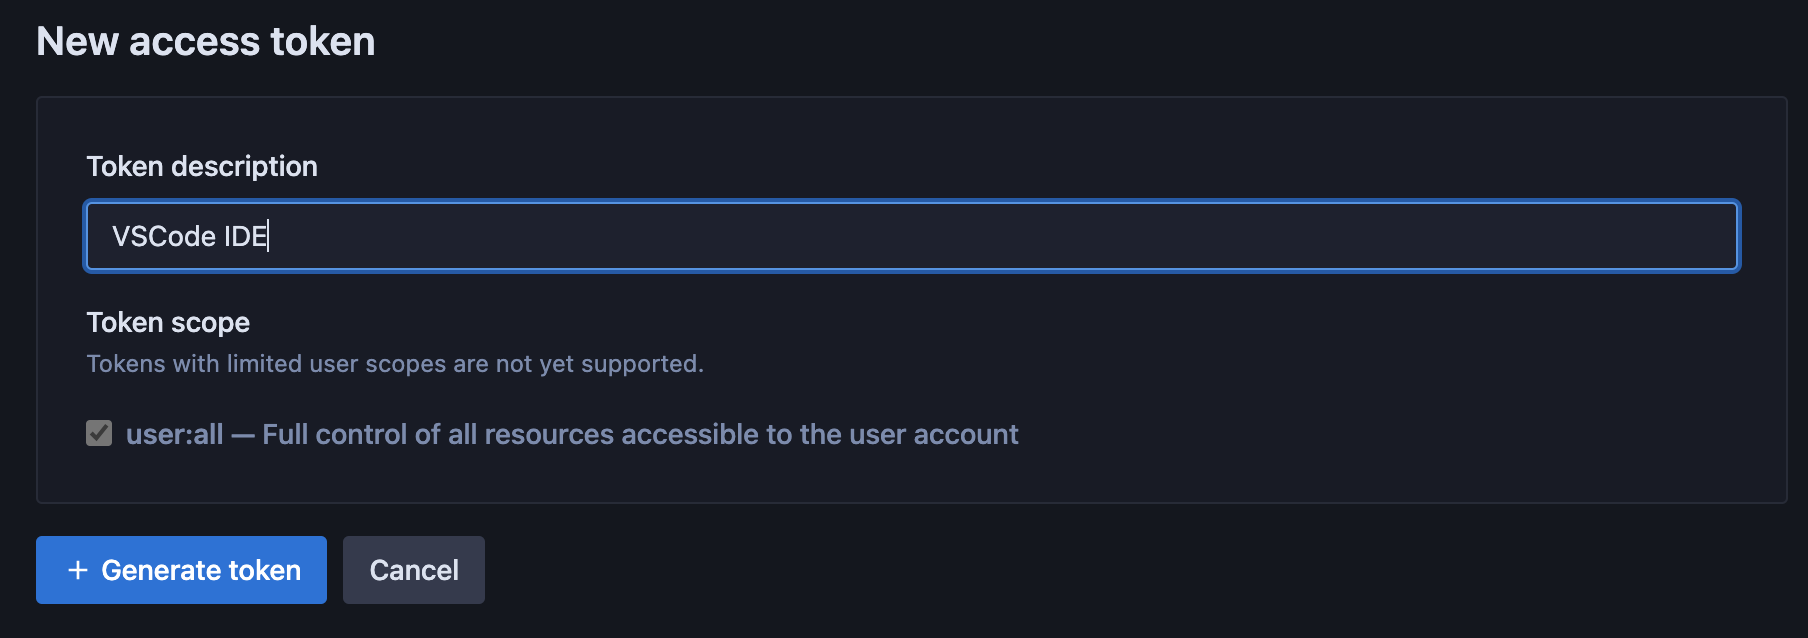 New access token
Token description
VSCode IDE
Token scope
Tokens with limited user scopes are not yet supported.
user:all — Full control of all resources accessible to the user account
+ Generate token
Cancel